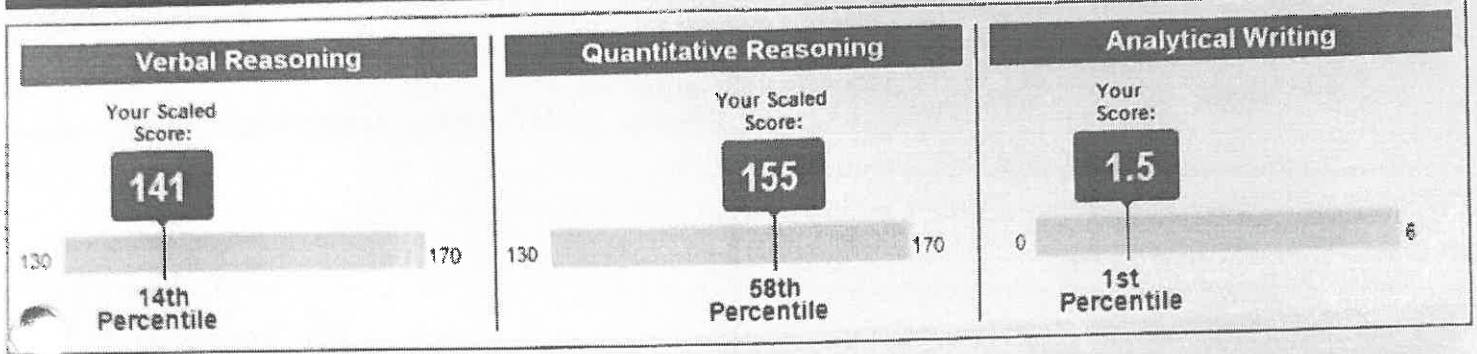 Verbal Reasoning
Your Scaled
Score:
141
130
170
14th
Percentile
Quantitative Reasoning
Your Scaled
Score:
155
130
170
58th
Percentile
Analytical Writing
Your
Score:
1.5
0
6
1st
Percentile